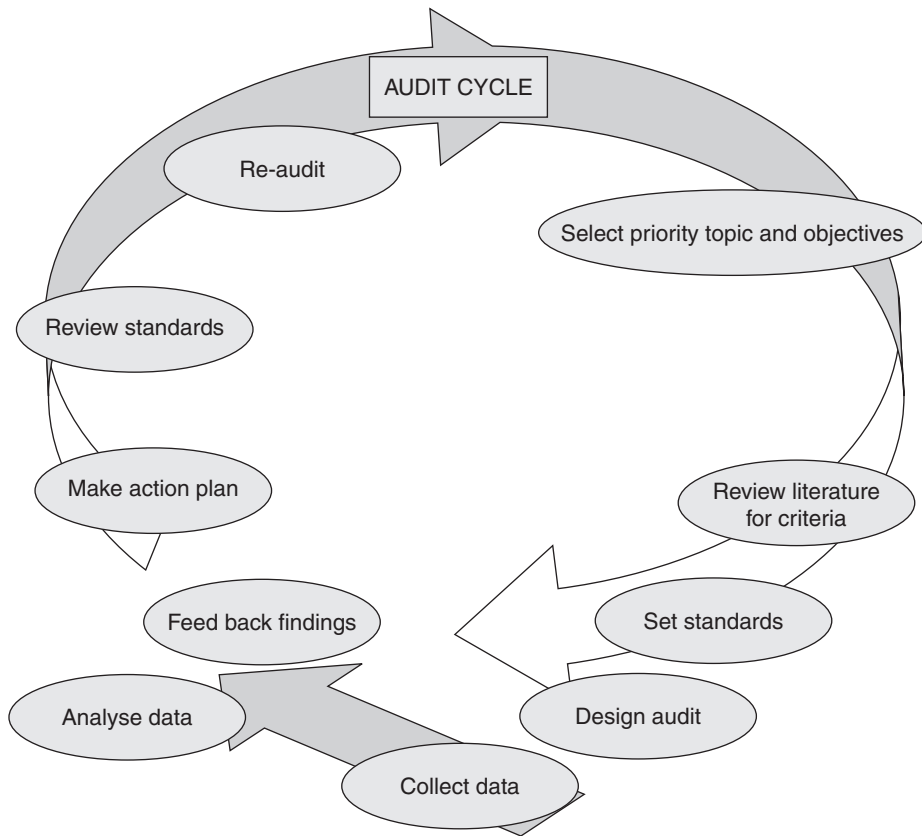 AUDIT CYCLE
Re-audit
Select priority topic and objectives
Review standards
Make action plan
Review literature
for criteria
Feed back findings
Set standards
Analyse data
Design audit
Collect data